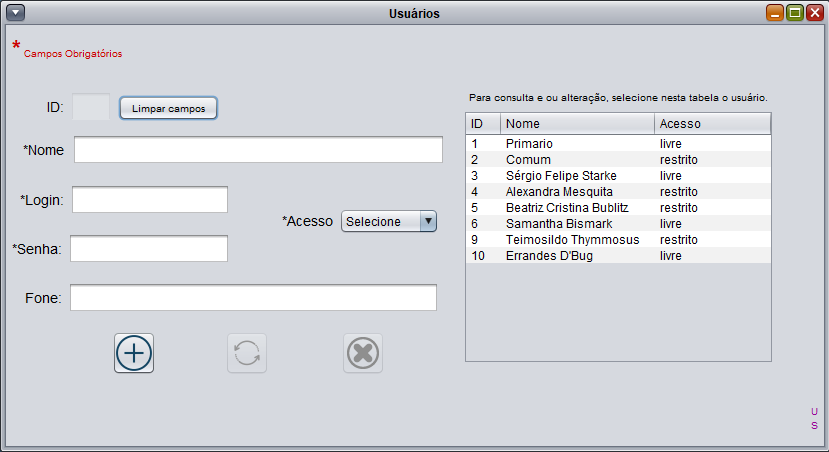 Usuários
* Campos Obrigatórios
ID:
Limpar campos
*Nome
*Login:
*Acesso
Selecione
*Senha:
Fone:
Para consulta e ou alteração, selecione nesta tabela o usuário.
ID Nome Acesso
1 Primario livre
2 Comum restrito
3 Sérgio Felipe Starke livre
4 Alexandra Mesquita restrito
5 Beatriz Cristina Bublitz restrito
6 Samantha Bismark livre
9 Teimosildo Thymmosus restrito
10 Errandes D'Bug livre
U
S